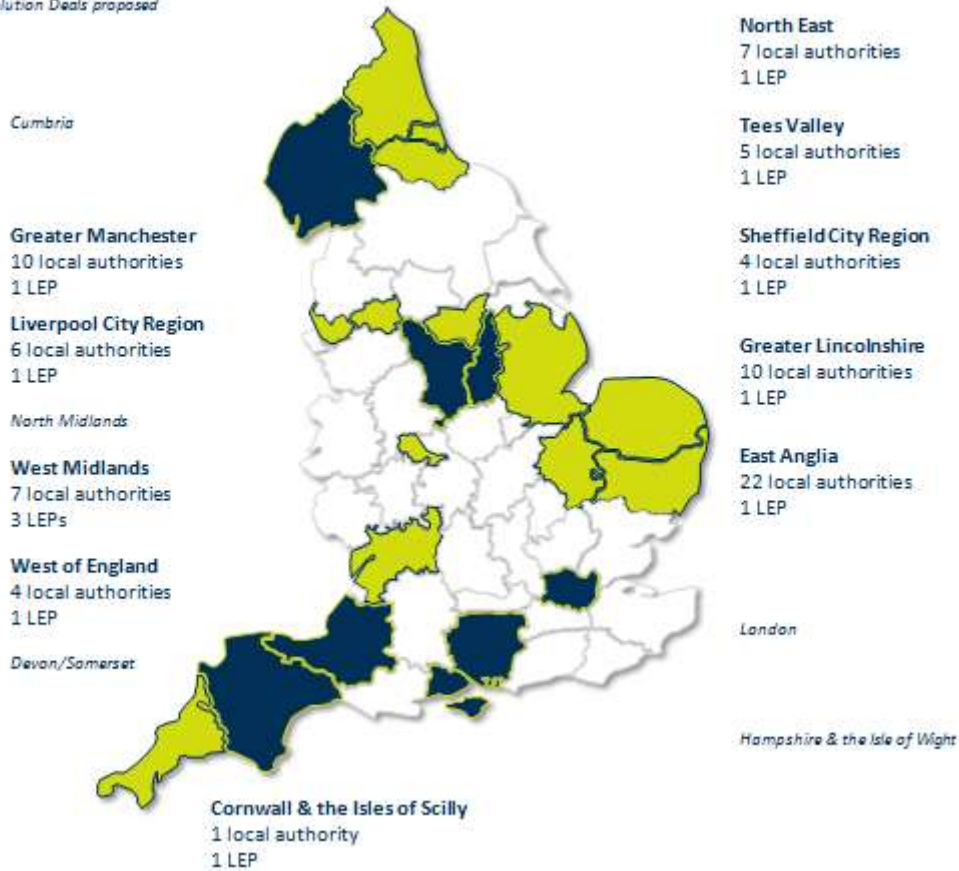 Deals proposed
Cumbria
Greater Manchester
10 local authorities
1 LEP
Liverpool City Region
6 local authorities
1 LEP
North Midlands
West Midlands
7 local authorities
3 LEPs
West of England
4 local authorities
1 LEP
Devon/Somerset
Cornwall & the Isles of Scilly
1 local authority
1 LEP
North East
7 local authorities
1 LEP
Tees Valley
5 local authorities
1 LEP
Sheffield City Region
4 local authorities
1 LEP
Greater Lincolnshire
10 local authorities
1 LEP
East Anglia
22 local authorities
1 LEP
London
Hampshire & the Isle of Wight